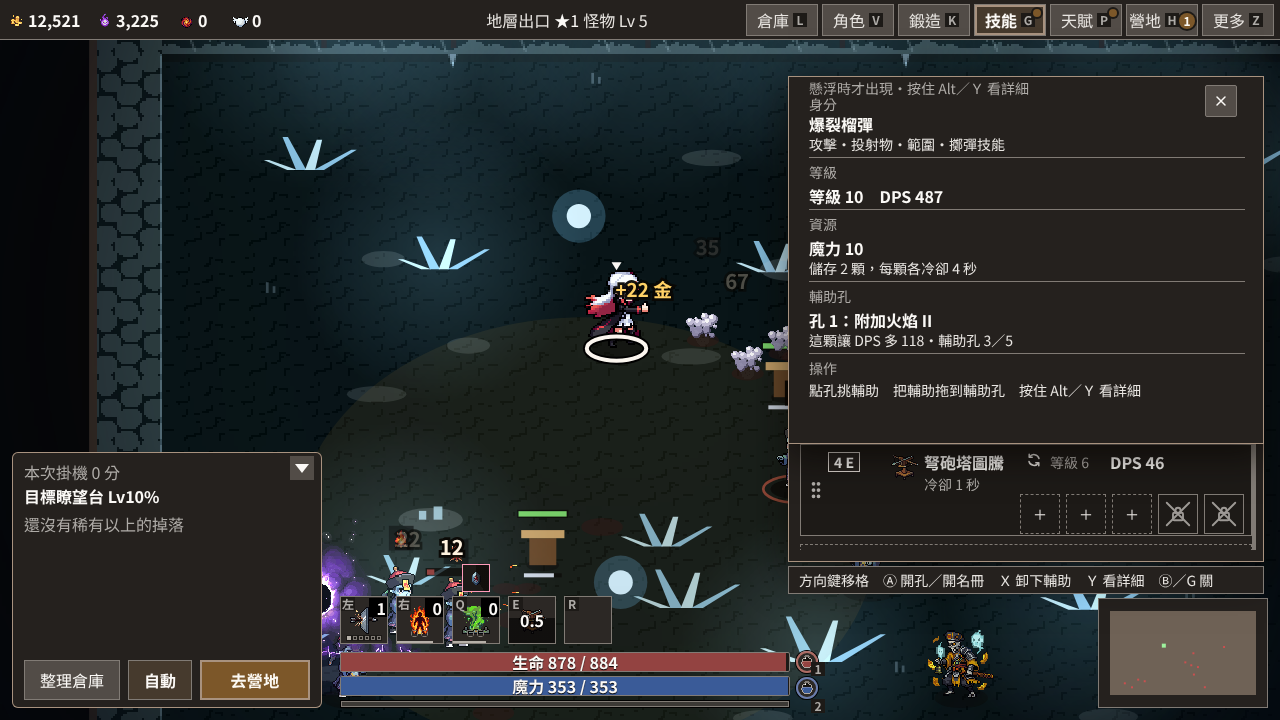 12,521
3,225
0
0
地層出口 ★1 怪物 Lv 5
倉庫 L
角色 V
鍛造 K
技能 G
天賦 P
營地 H 1
更多 Z
懸浮時才出現・按住 Alt／Y 看詳細
身分
爆裂榴彈
攻擊・投射物・範圍・擲彈技能
等級
等級 10 DPS 487
資源
魔力 10
儲存 2 顆，每顆各冷卻 4 秒
輔助孔
孔 1：附加火焰 II
這顆讓 DPS 多 118・輔助孔 3／5
操作
點孔挑輔助 把輔助拖到輔助孔 按住 Alt／Y 看詳細
×
35
67
+22 金
4 E
弩砲塔圖騰
等級 6
DPS 46
冷卻 1 秒
+
+
+
方向鍵移格 Ⓐ 開孔／開名冊 X 卸下輔助 Y 看詳細 Ⓑ／G 關
本次掛機 0 分
目標瞭望台 Lv10%
還沒有稀有以上的掉落
整理倉庫
自動
去營地
22
12
左 1
右 0
Q 0
E 0.5
R
生命 878 / 884
魔力 353 / 353
1
2